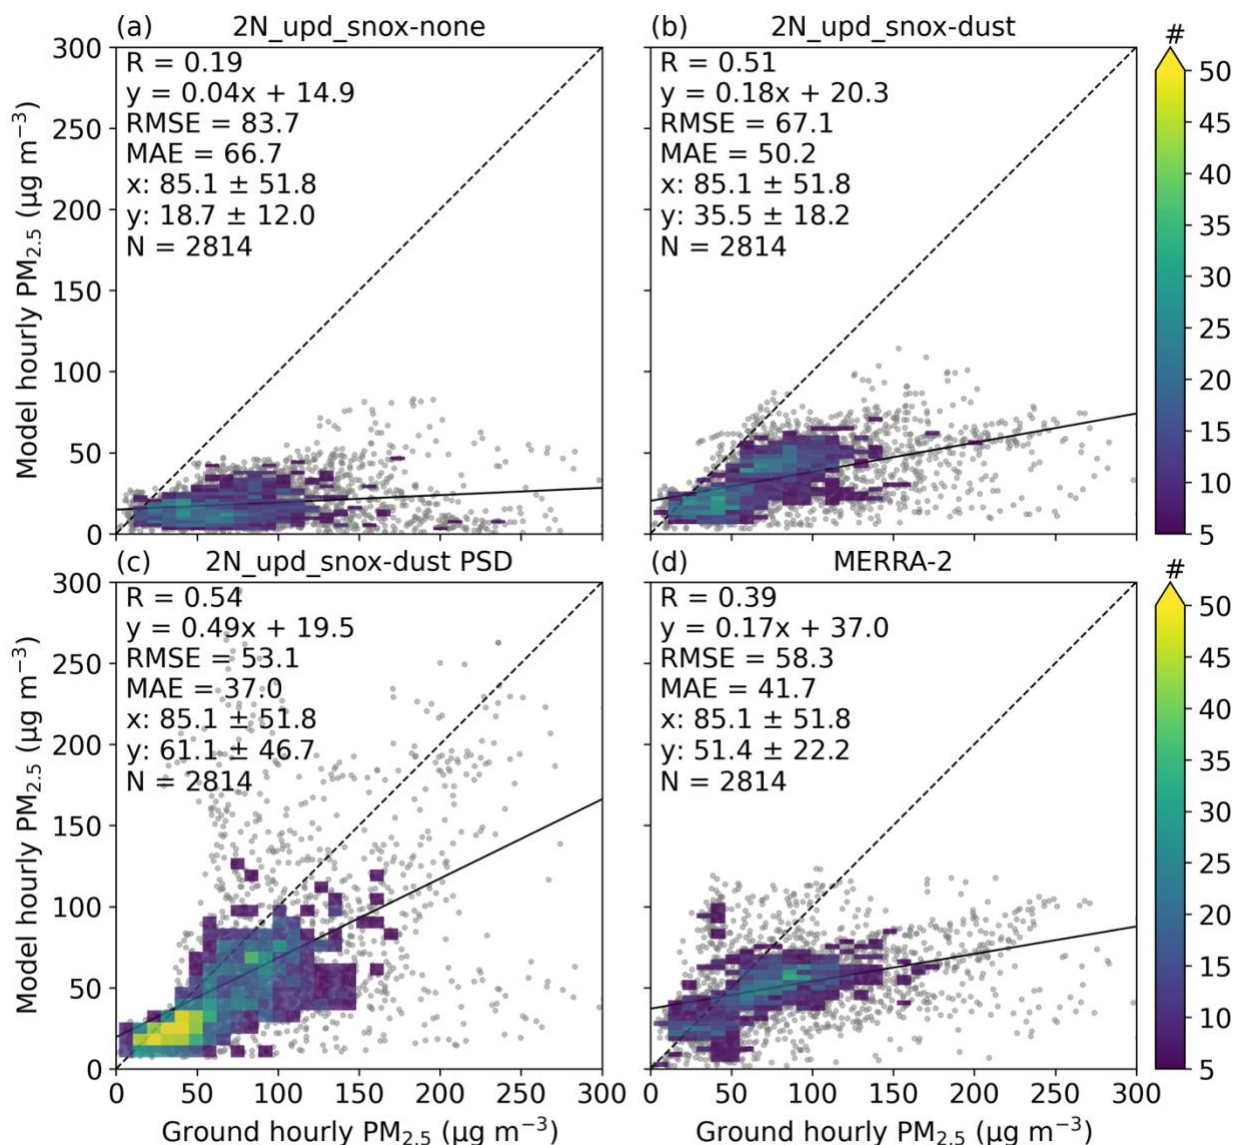 (a) 2N_upd_snox-none
R = 0.19
y = 0.04x + 14.9
RMSE = 83.7
MAE = 66.7
x: 85.1 ± 51.8
y: 18.7 ± 12.0
N = 2814
300
250
200
150
100
50
0
Model hourly PM2.5 (µg m−3)
(b) 2N_upd_snox-dust
R = 0.51
y = 0.18x + 20.3
RMSE = 67.1
MAE = 50.2
x: 85.1 ± 51.8
y: 35.5 ± 18.2
N = 2814
#
50
45
40
35
30
25
20
15
10
5
(c) 2N_upd_snox-dust PSD
R = 0.54
y = 0.49x + 19.5
RMSE = 53.1
MAE = 37.0
x: 85.1 ± 51.8
y: 61.1 ± 46.7
N = 2814
300
250
200
150
100
50
0
Model hourly PM2.5 (µg m−3)
0 50 100 150 200 250 300
Ground hourly PM2.5 (µg m−3)
(d) MERRA-2
R = 0.39
y = 0.17x + 37.0
RMSE = 58.3
MAE = 41.7
x: 85.1 ± 51.8
y: 51.4 ± 22.2
N = 2814
0 50 100 150 200 250 300
Ground hourly PM2.5 (µg m−3)
#
50
45
40
35
30
25
20
15
10
5